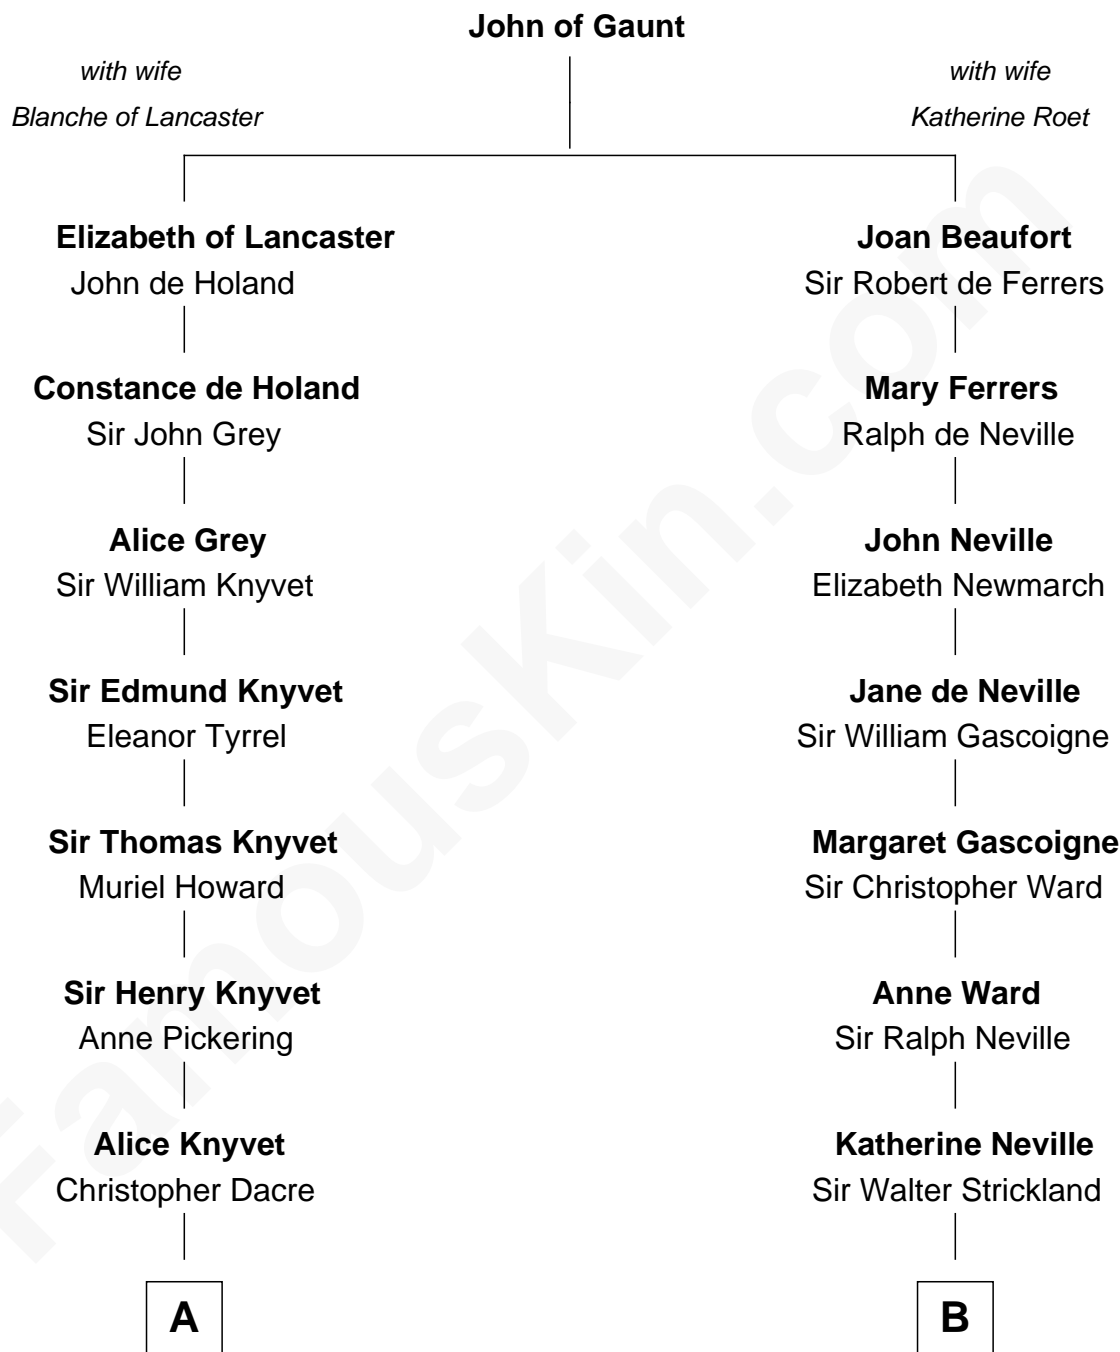 John of Gaunt
with wife
Blanche of Lancaster
with wife
Katherine Roet
Elizabeth of Lancaster
John de Holand
Joan Beaufort
Sir Robert de Ferrers
Constance de Holand
Sir John Grey
Mary Ferrers
Ralph de Neville
Alice Grey
Sir William Knyvet
John Neville
Elizabeth Newmarch
Sir Edmund Knyvet
Eleanor Tyrrel
Jane de Neville
Sir William Gascoigne
Sir Thomas Knyvet
Muriel Howard
Margaret Gascoigne
Sir Christopher Ward
Sir Henry Knyvet
Anne Pickering
Anne Ward
Sir Ralph Neville
Alice Knyvet
Christopher Dacre
Katherine Neville
Sir Walter Strickland
A
B
FamousKin.com